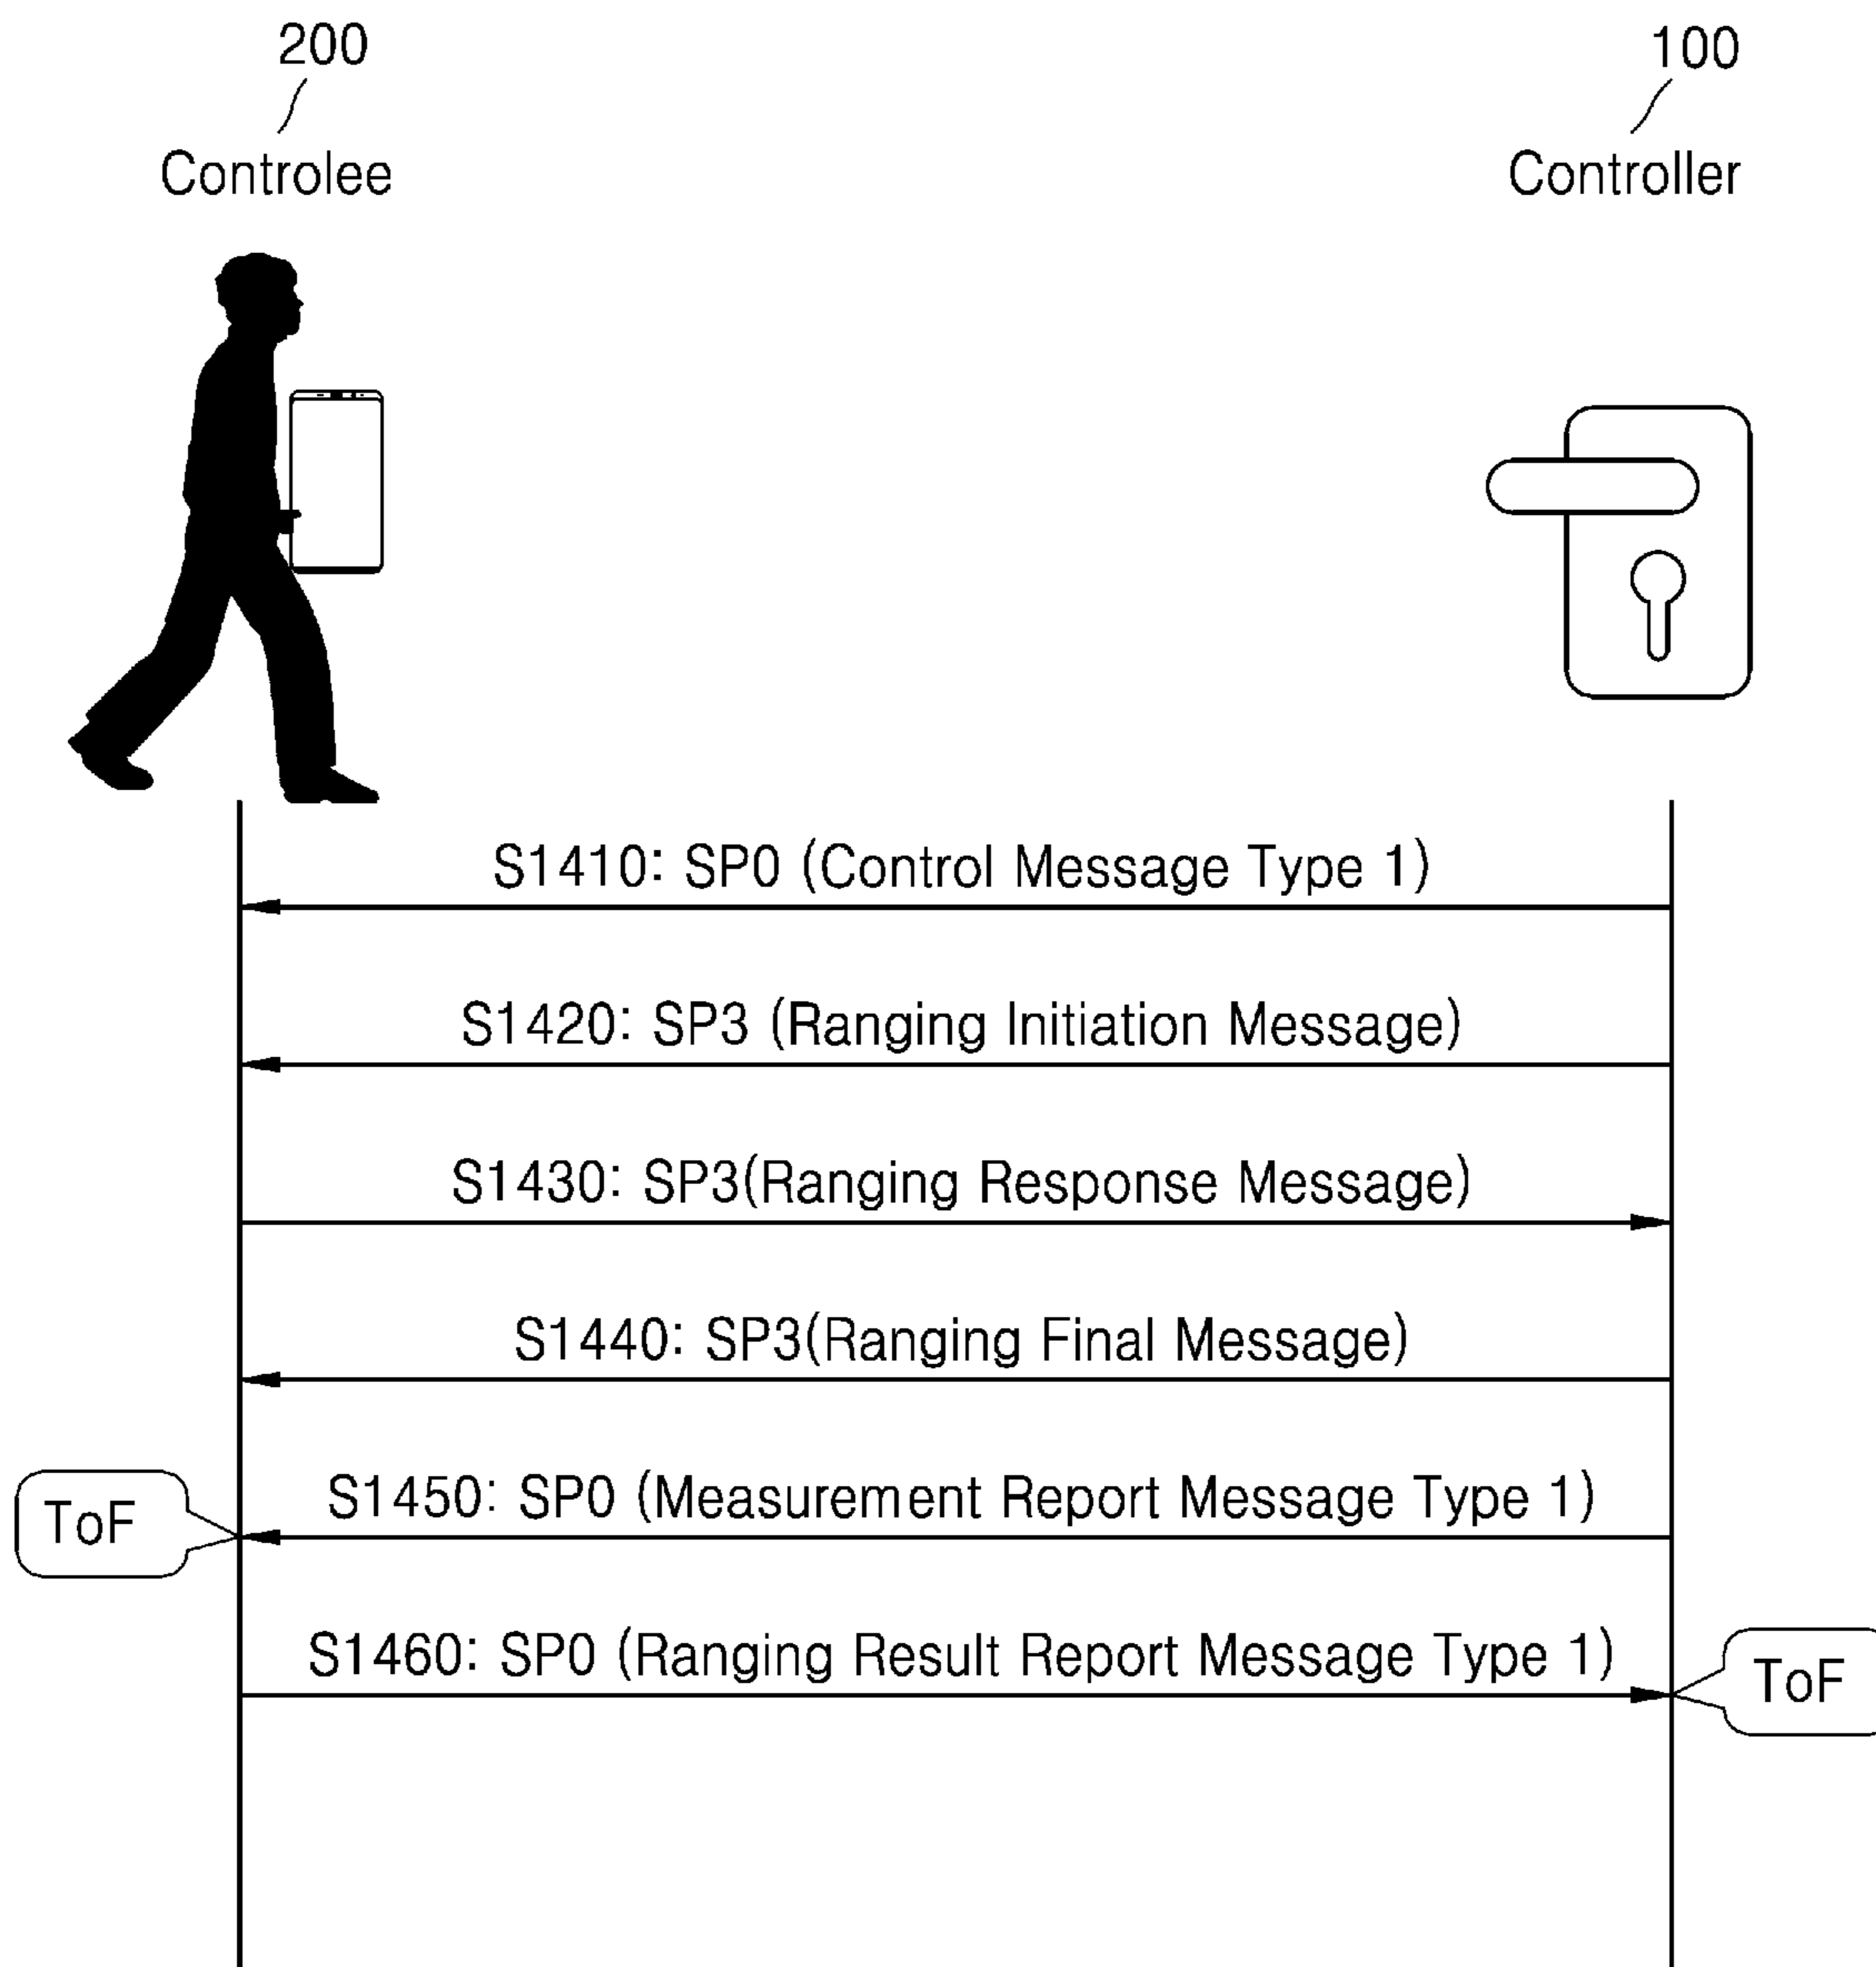 200
100
Controlee
Controller
S1410: SP0 (Control Message Type 1)
S1420: SP3 (Ranging Initiation Message)
S1430: SP3(Ranging Response Message)
S1440: SP3(Ranging Final Message)
S1450: SP0 (Measurement Report Message Type 1)
ToF
S1460: SP0 (Ranging Result Report Message Type 1)
ToF